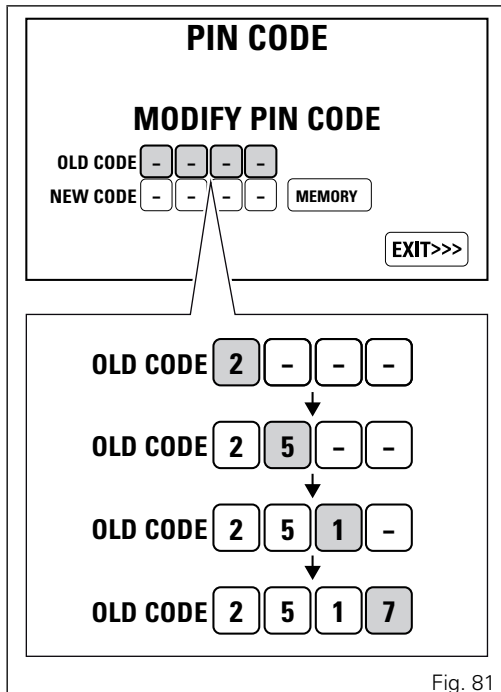 PIN CODE
MODIFY PIN CODE
OLD CODE - - - -
NEW CODE - - - - MEMORY
EXIT>>>
OLD CODE 2 - - -
OLD CODE 2 5 - -
OLD CODE 2 5 1 -
OLD CODE 2 5 1 7
Fig. 81